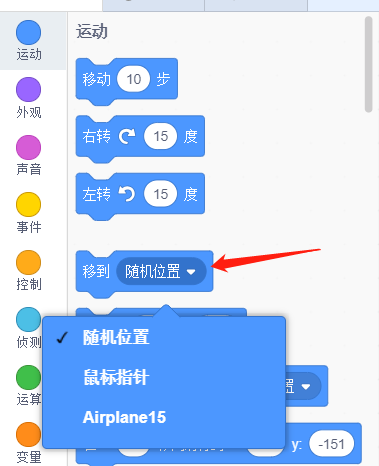 运动
运动
移动 10 步
外观
右转 15 度
声音
左转 15 度
事件
移到 随机位置
控制
侦测
✓ 随机位置
鼠标指针
Airplane15
运算
置
变量
y: -151